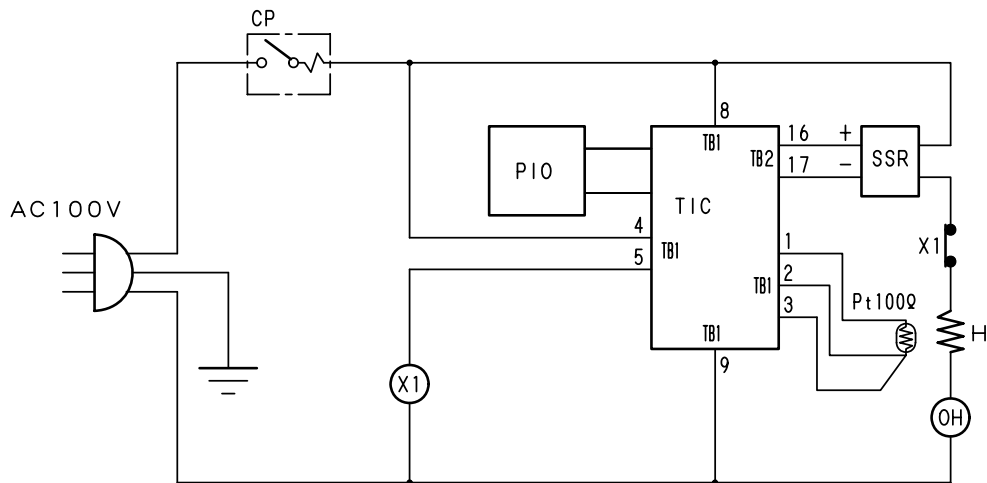 CP
8
TB1
16 +
TB2
SSR
17 -
PIO
TIC
AC100V
4
TB1
5
1
X1
2
TB1
Pt100Ω
3
H
TB1
9
X1
OH